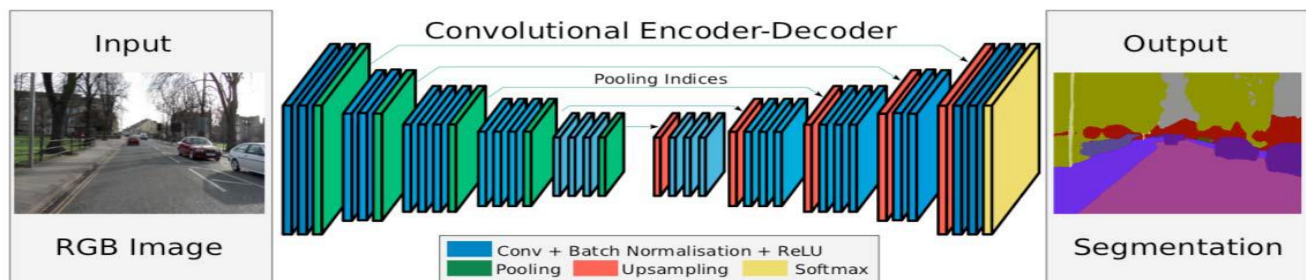 Input
RGB Image
Convolutional Encoder-Decoder
Pooling Indices
Conv + Batch Normalisation + ReLU
Pooling Upsampling Softmax
Output
Segmentation